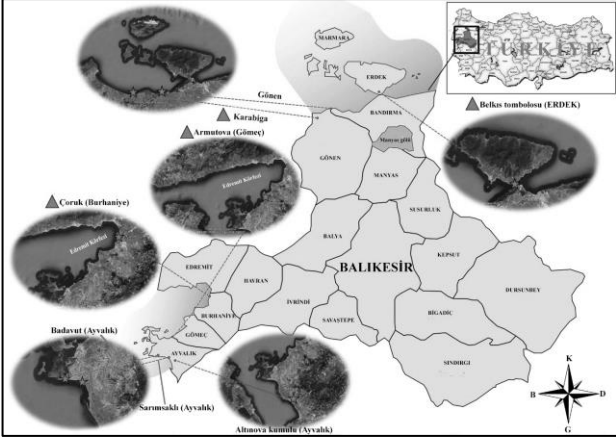 MARMARA
ERDEK
TÜRKİYE
Gönen
BANDIRMA
Belkıs tombolosu (ERDEK)
Karabiga
Armutova (Gömeç)
Manyas gölü
GÖNEN
MANYAS
Edremit Körfezi
Çoruk (Burhaniye)
SUSURLUK
Edremit Körfezi
BALYA
KEPSUT
EDREMİT
BALIKESİR
HAVRAN
DURSUNBEY
İVRİNDİ
BURHANİYE
BİGADİÇ
SAVAŞTEPE
Badavut (Ayvalık)
GÖMEÇ
AYVALIK
SINDIRGI
K
B
D
G
Sarımsaklı (Ayvalık)
Altınova kumulu (Ayvalık)